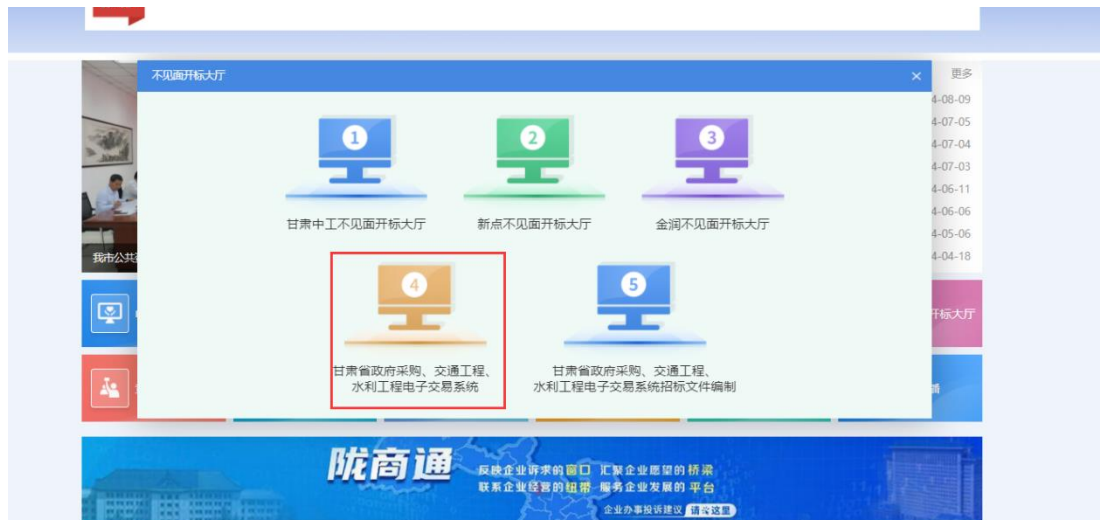 不见面开标大厅
×
更多
4-08-09
4-07-05
4-07-04
4-07-03
4-06-11
4-06-06
4-05-06
4-04-18
1
2
3
甘肃中工不见面开标大厅
新点不见面开标大厅
金润不见面开标大厅
我市公共
4
5
开标大厅
甘肃省政府采购、交通工程、
水利工程电子交易系统
甘肃省政府采购、交通工程、
水利工程电子交易系统招标文件编制
陇商通
反映企业诉求的窗口 汇聚企业愿望的桥梁
联系企业经营的纽带 服务企业发展的平台
企业办事投诉建议 请点这里